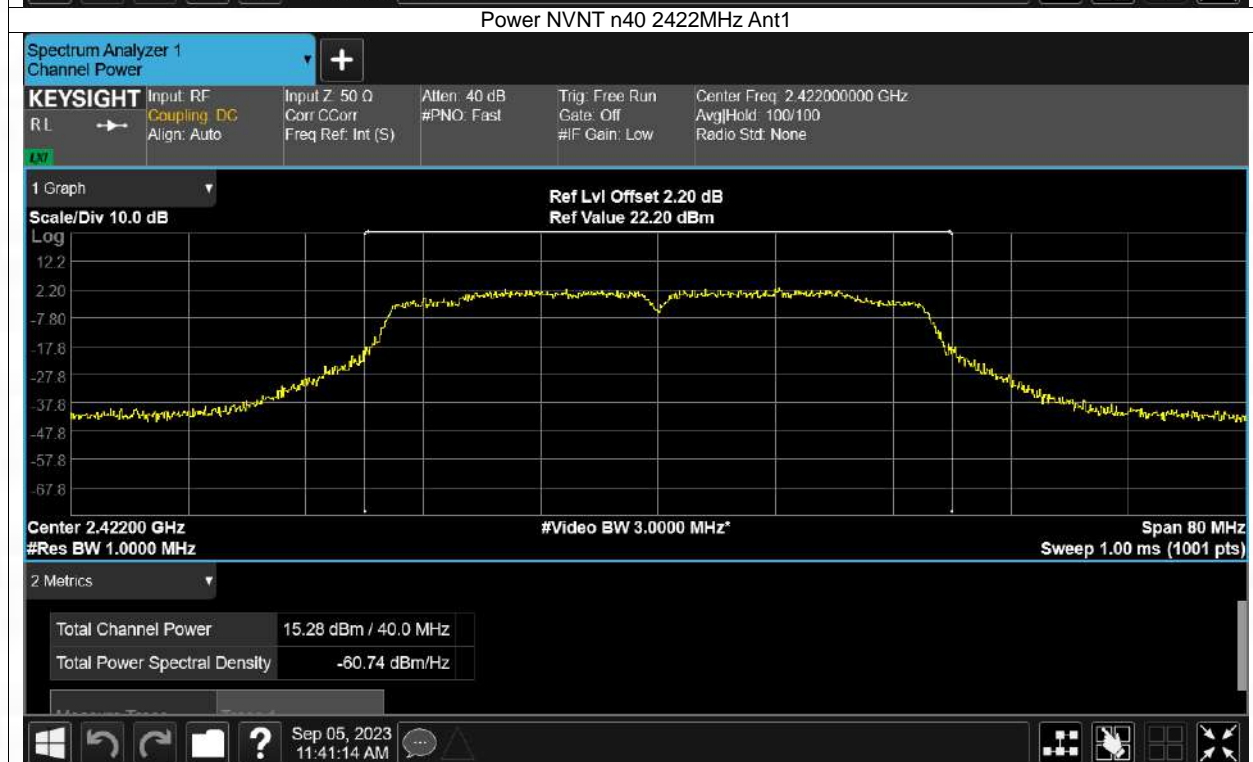 Power NVNT n40 2422MHz Ant1
Spectrum Analyzer 1
Channel Power
KEYSIGHT
RL
LXI
Input: RF
Coupling: DC
Align: Auto
Input Z: 50 Ω
Corr CCorr
Freq Ref: Int (S)
Atten: 40 dB
#PNO: Fast
Trig: Free Run
Gate: Off
#IF Gain: Low
Center Freq: 2.422000000 GHz
Avg|Hold: 100/100
Radio Std: None
1 Graph
Scale/Div 10.0 dB
Ref Lvl Offset 2.20 dB
Ref Value 22.20 dBm
Log
12.2
2.20
-7.80
-17.8
-27.8
-37.8
-47.8
-57.8
-67.8
Center 2.42200 GHz
#Video BW 3.0000 MHz*
Span 80 MHz
#Res BW 1.0000 MHz
Sweep 1.00 ms (1001 pts)
2 Metrics
Total Channel Power 15.28 dBm / 40.0 MHz
Total Power Spectral Density -60.74 dBm/Hz
?
Sep 05, 2023
11:41:14 AM